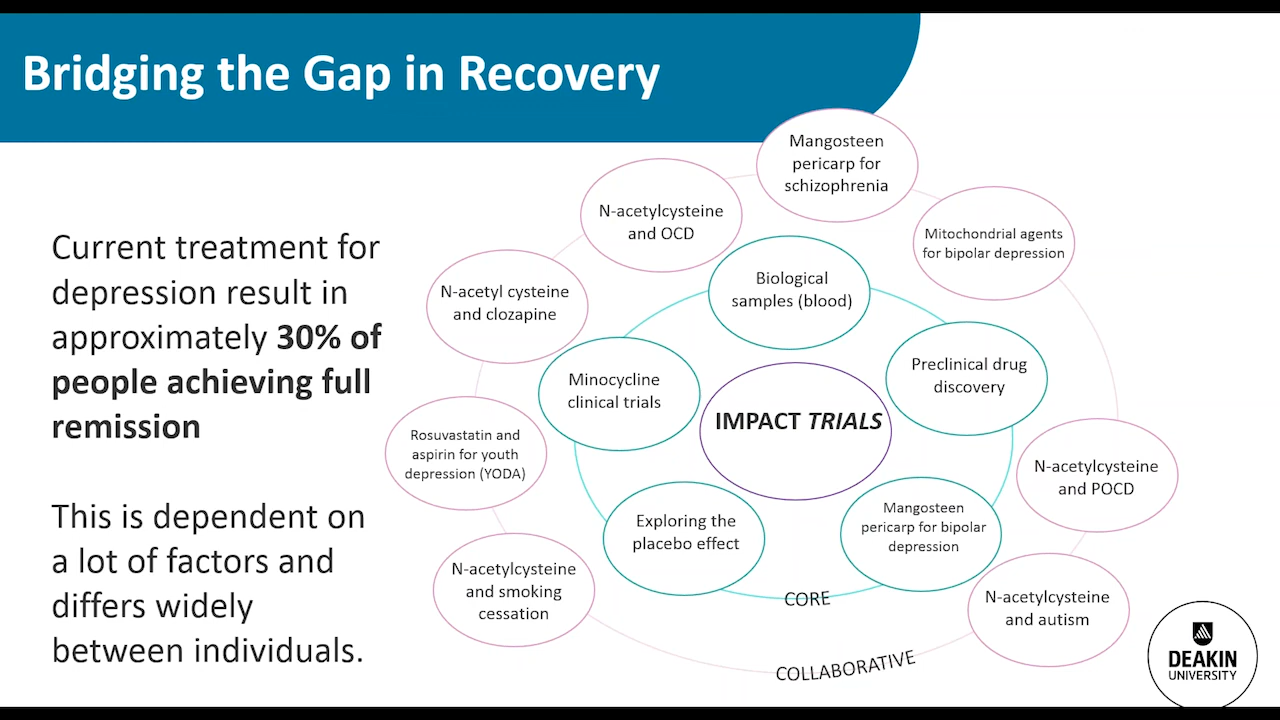 Bridging the Gap in Recovery
Current treatment for
depression result in
approximately 30% of
people achieving full
remission
This is dependent on
a lot of factors and
differs widely
between individuals.
Mangosteen
pericarp for
schizophrenia
N-acetylcysteine
and OCD
Mitochondrial agents
for bipolar depression
N-acetyl cysteine
and clozapine
Biological
samples (blood)
Minocycline
clinical trials
Preclinical drug
discovery
IMPACT TRIALS
Rosuvastatin and
aspirin for youth
depression (YODA)
N-acetylcysteine
and POCD
Exploring the
placebo effect
Mangosteen
pericarp for bipolar
depression
N-acetylcysteine
and smoking
cessation
N-acetylcysteine
and autism
CORE
COLLABORATIVE
DEAKIN
UNIVERSITY